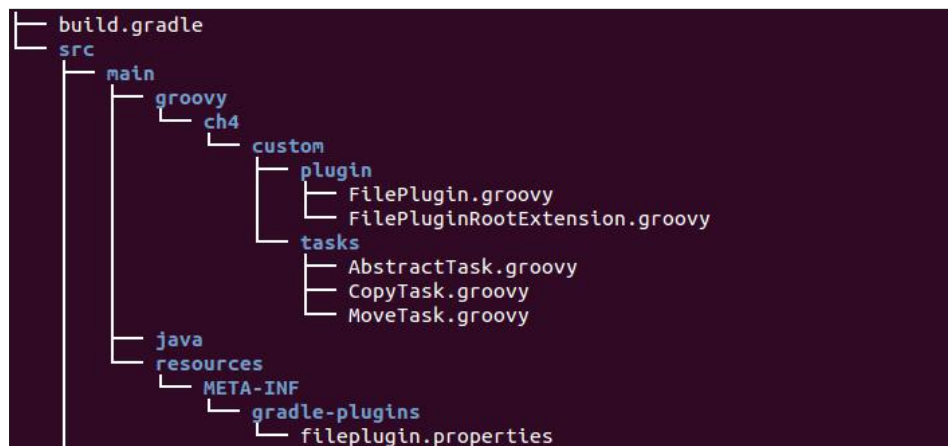 build.gradle
src
main
groovy
ch4
custom
plugin
FilePlugin.groovy
FilePluginRootExtension.groovy
tasks
AbstractTask.groovy
CopyTask.groovy
MoveTask.groovy
java
resources
META-INF
gradle-plugins
fileplugin.properties